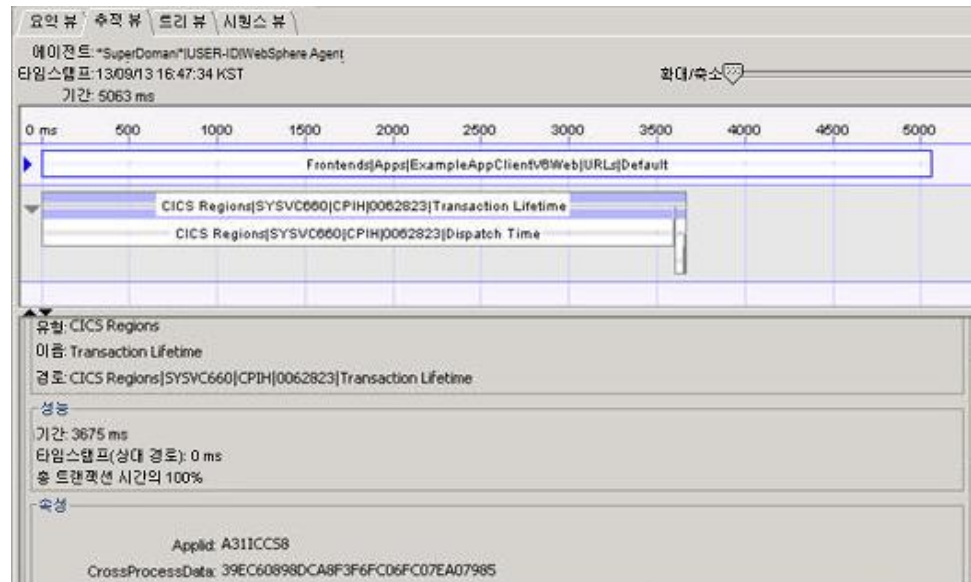 요약 뷰 추적 뷰 트리 뷰 시퀀스 뷰
에이전트: *SuperDomain*|USER-ID|WebSphere Agent
타임스탬프:13/09/13 16:47:34 KST
확대/축소
기간: 5063 ms
0 ms 500 1000 1500 2000 2500 3000 3500 4000 4500 5000
Frontends|Apps|ExampleAppClientV6Web|URLs|Default
CICS Regions|SYSVC660|CPIH|0062823|Transaction Lifetime
CICS Regions|SYSVC660|CPIH|0062823|Dispatch Time
유형: CICS Regions
이름: Transaction Lifetime
경로: CICS Regions|SYSVC660|CPIH|0062823|Transaction Lifetime
성능
기간: 3675 ms
타임스탬프(상대 경로): 0 ms
총 트랜잭션 시간의 100%
속성
Applid: A31ICCS8
CrossProcessData: 39EC60898DCA8F3F6FC06FC07EA07985